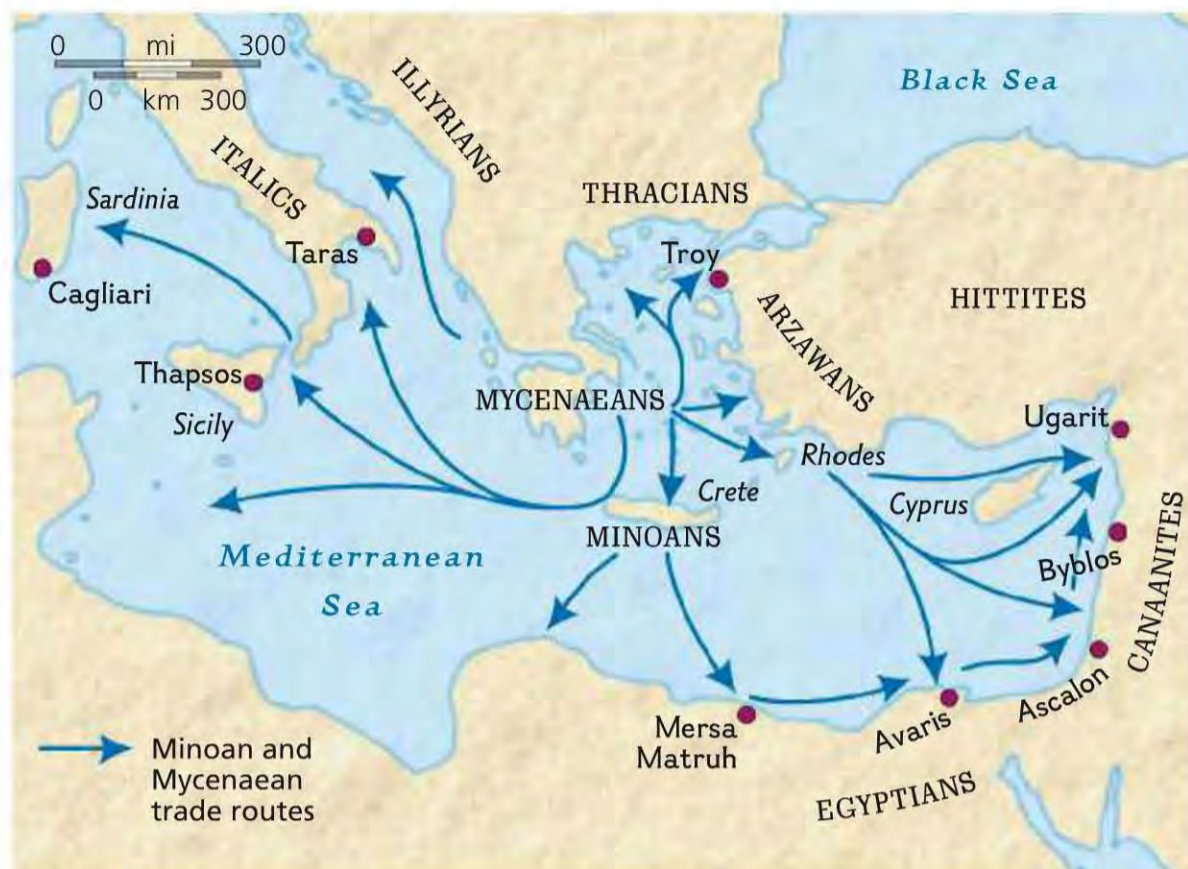 0 mi 300
0 km 300
Black Sea
ILLYRIANS
ITALICS
THRACIANS
Sardinia
Taras
Troy
Cagliari
HITTITES
ARZAWANS
Thapsos
MYCENAEANS
Ugarit
Sicily
Rhodes
Crete
Cyprus
MINOANS
Mediterranean
Sea
Byblos
CANAANITES
Ascalon
Mersa
Matruh
Avaris
EGYPTIANS
Minoan and
Mycenaean
trade routes